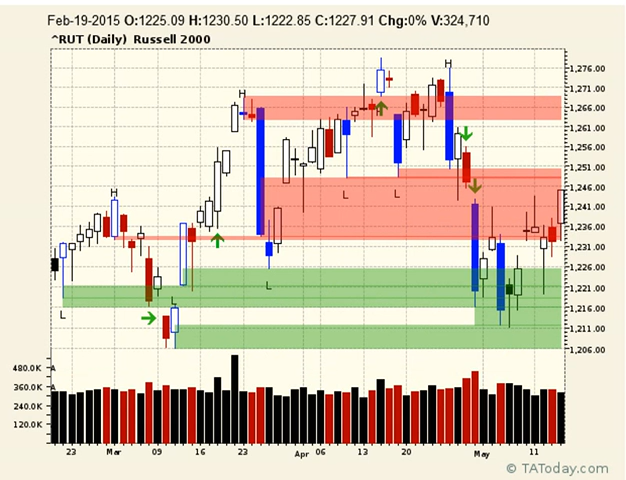 Feb-19-2015 O:1225.09 H:1230.50 L:1222.85 C:1227.91 Chg:0% V:324,710
^RUT (Daily) Russell 2000
H
H
H
L
L
L
L
L
1,276.00
1,271.00
1,266.00
1,261.00
1,256.00
1,251.00
1,246.00
1,241.00
1,236.00
1,231.00
1,226.00
1,221.00
1,216.00
1,211.00
1,206.00
480.0K
360.0K
240.0K
120.0K
23 Mar 09 16 23 Apr 06 13 20 May 11
© TAToday.com